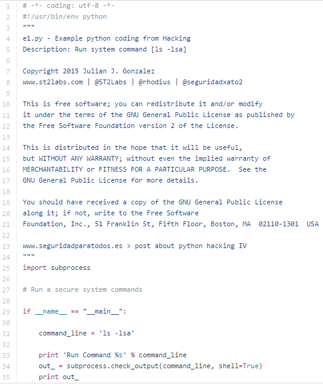 1 # -*- coding: utf-8 -*-
2 #!/usr/bin/env python
3 """
4 e1.py - Example python coding from Hacking
5 Description: Run system command [ls -lsa]
6
7 Copyright 2015 Julian J. Gonzalez
8 www.st2labs.com | @ST2Labs | @rhodius | @seguridadxato2
9
10 This is free software; you can redistribute it and/or modify
11 it under the terms of the GNU General Public License as published by
12 the Free Software Foundation version 2 of the License.
13
14 This is distributed in the hope that it will be useful,
15 but WITHOUT ANY WARRANTY; without even the implied warranty of
16 MERCHANTABILITY or FITNESS FOR A PARTICULAR PURPOSE.  See the
17 GNU General Public License for more details.
18
19 You should have received a copy of the GNU General Public License
20 along it; if not, write to the Free Software
21 Foundation, Inc., 51 Franklin St, Fifth Floor, Boston, MA  02110-1301  USA
22
23 www.seguridadparatodos.es > post about python hacking IV
24 """
25 import subprocess
26
27 # Run a secure system commands
28
29 if __name__ == "__main__":
30
31     command_line = 'ls -lsa'
32
33     print 'Run Command %s' % command_line
34     out_ = subprocess.check_output(command_line, shell=True)
35     print out_